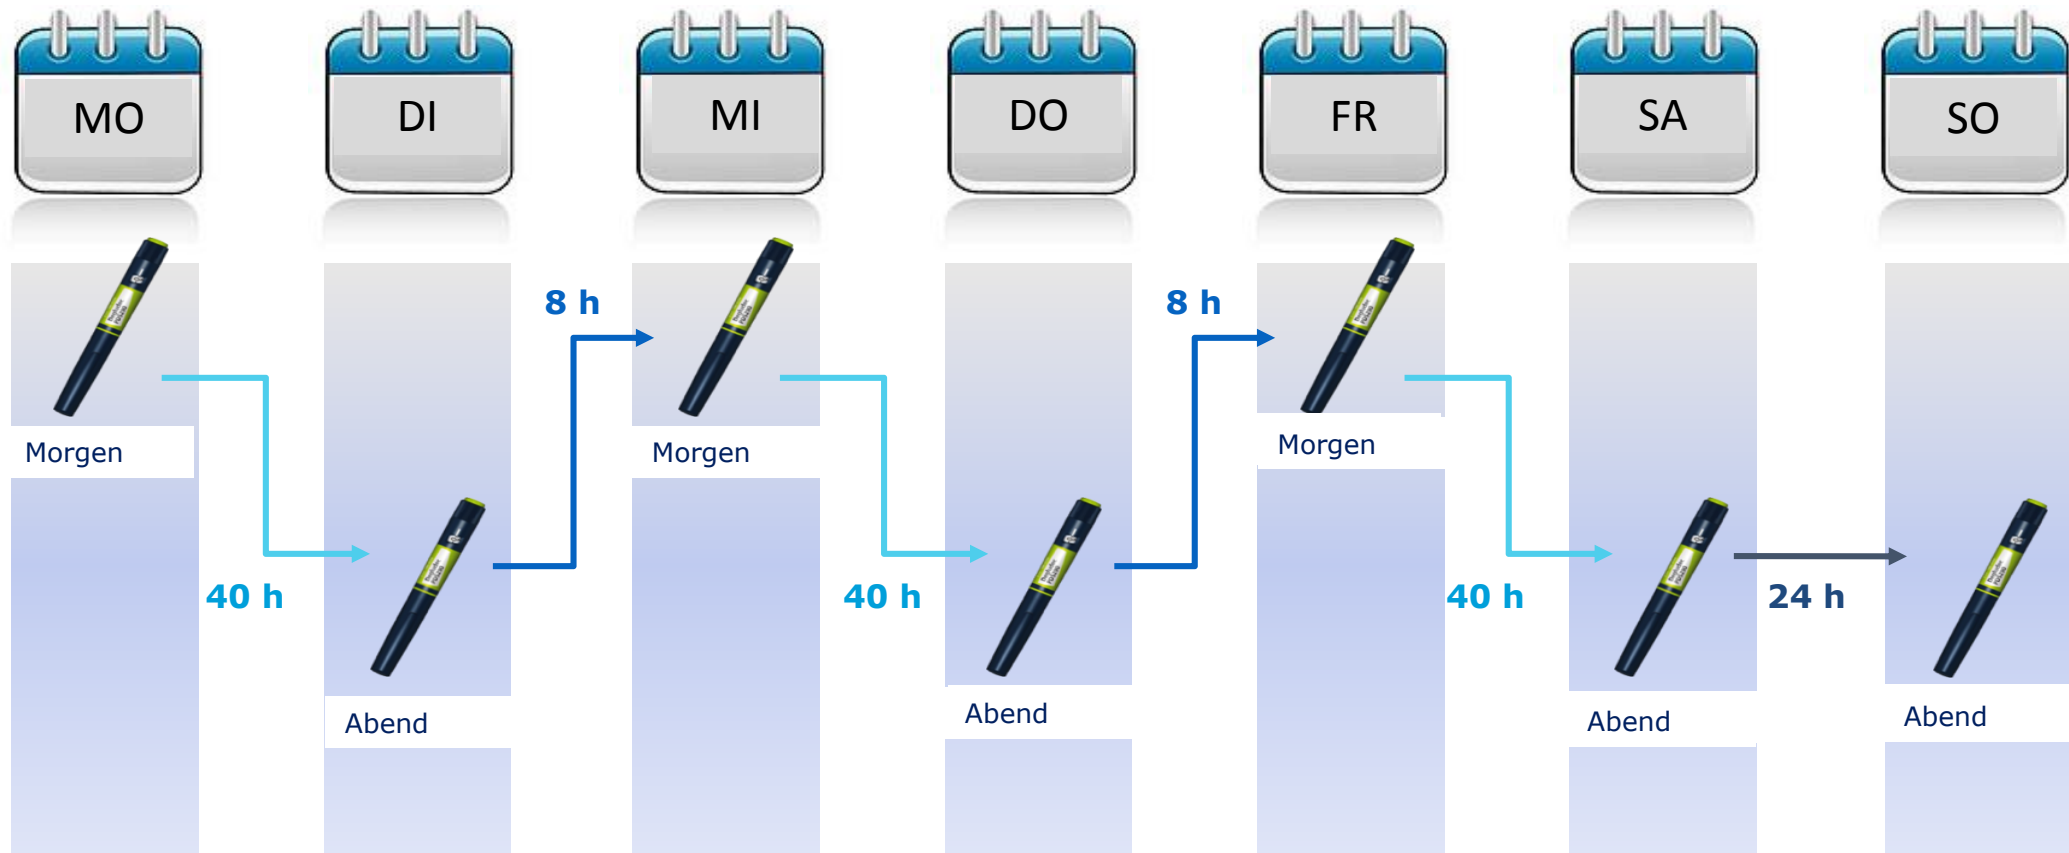 MO
DI
MI
DO
FR
SA
SO
8 h
8 h
Morgen
Morgen
Morgen
40 h
40 h
40 h
24 h
Abend
Abend
Abend
Abend